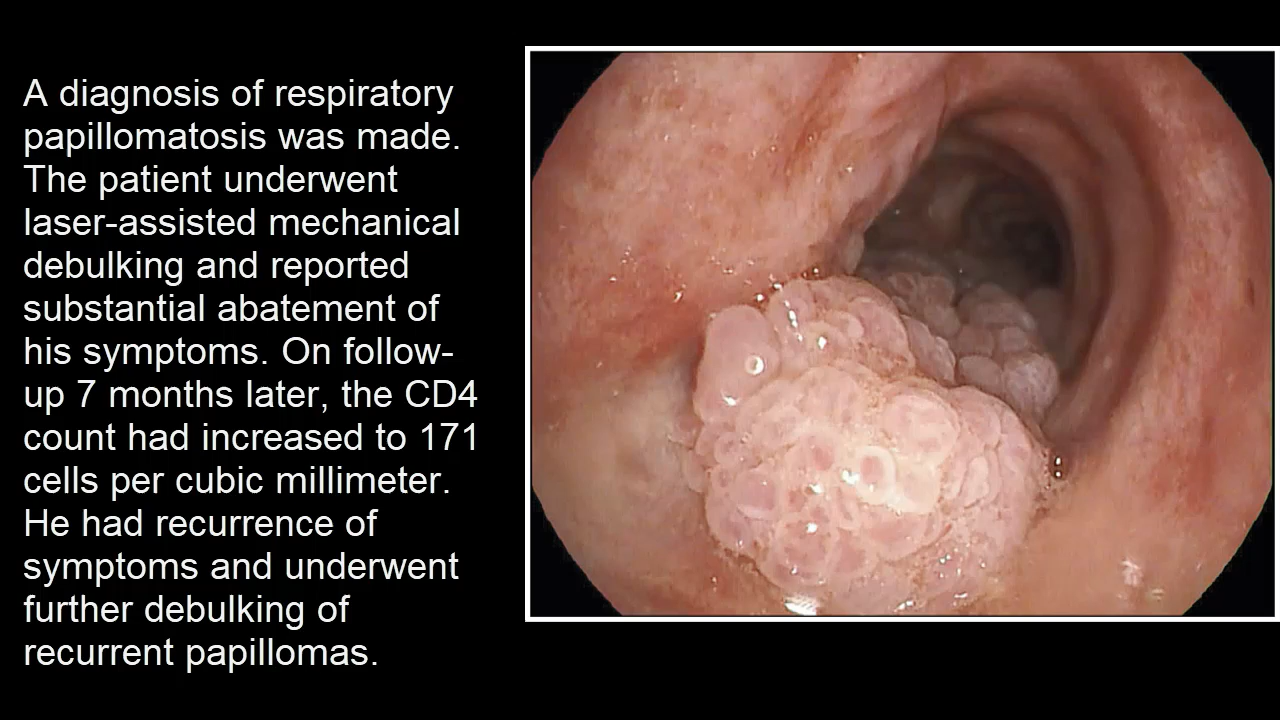 A diagnosis of respiratory
papillomatosis was made.
The patient underwent
laser-assisted mechanical
debulking and reported
substantial abatement of
his symptoms. On follow-
up 7 months later, the CD4
count had increased to 171
cells per cubic millimeter.
He had recurrence of
symptoms and underwent
further debulking of
recurrent papillomas.